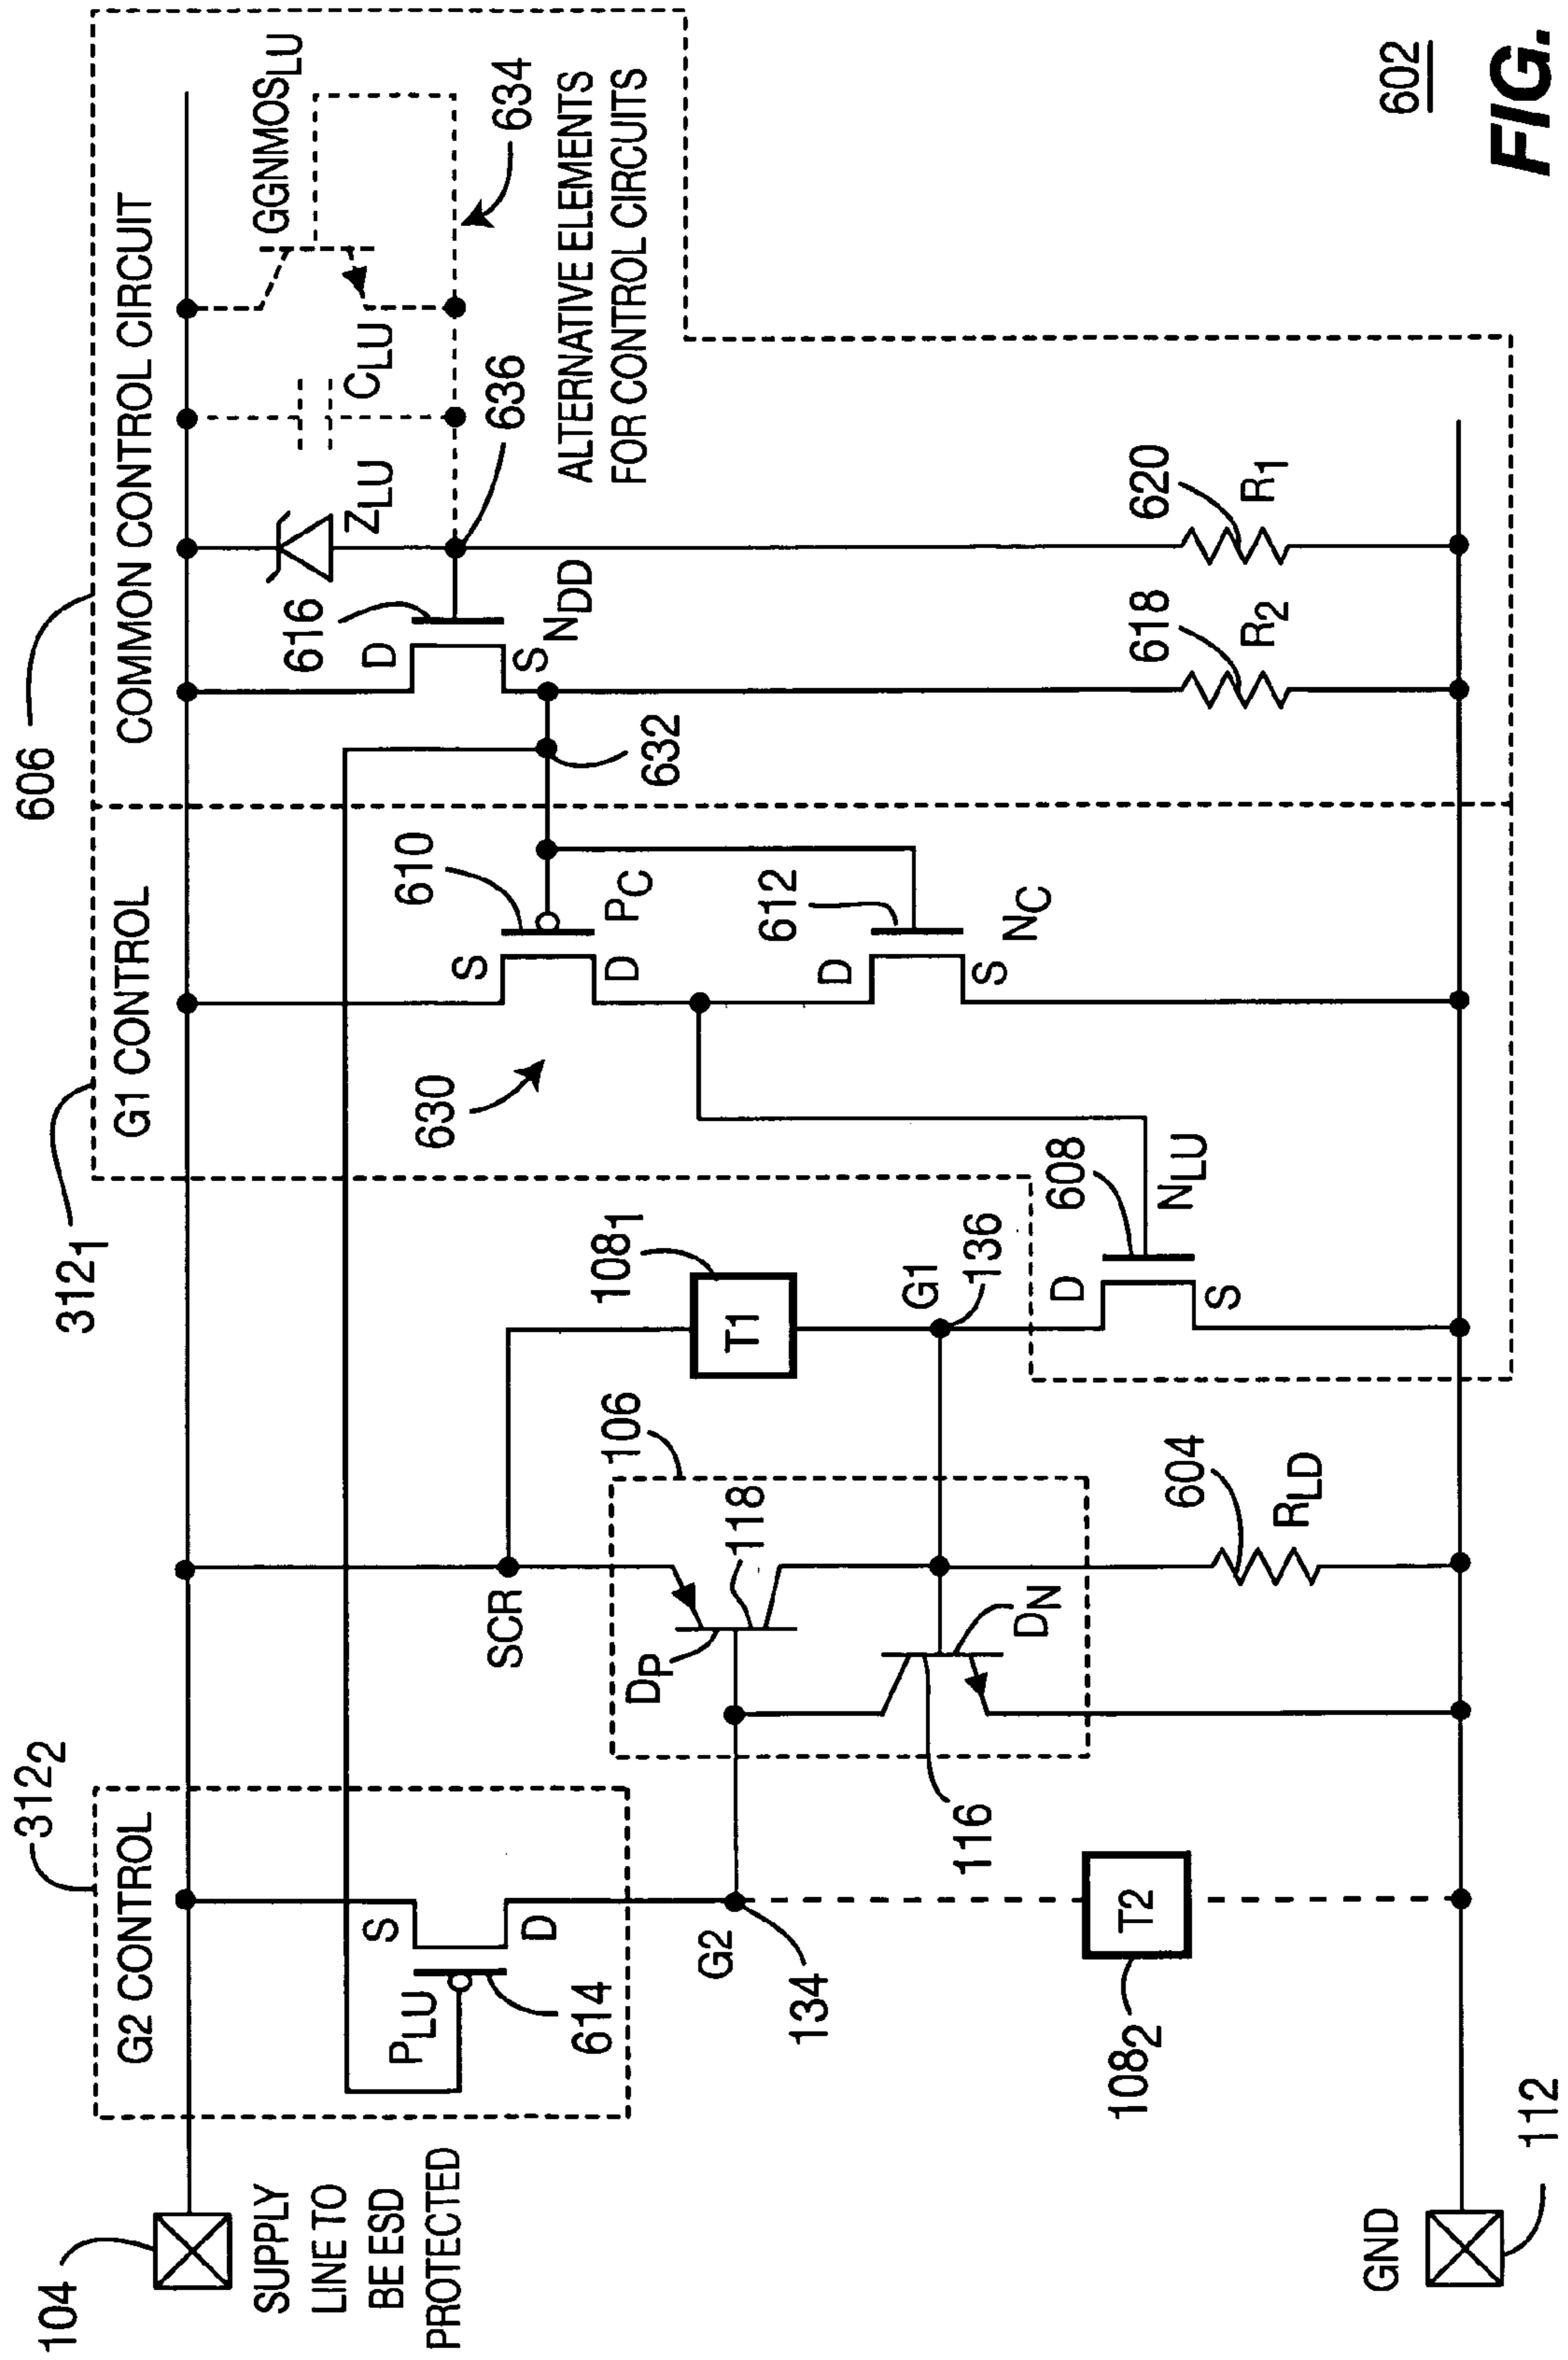 104
SUPPLY
LINE TO
BE ESD
PROTECTED
312₂
G2 CONTROL
S
D
P_LU
614
G2
134
T2
108₂
GND
112
SCR
106
D_P
118
116
D_N
604
R_LD
108₁
T1
G1
136
312₁
G1 CONTROL
630
610
S
D
P_C
612
D
S
N_C
608
D
S
N_LU
606
COMMON CONTROL CIRCUIT
616
D
S
N_DD
632
Z_LU
C_LU
GGNMOS_LU
636
634
ALTERNATIVE ELEMENTS
FOR CONTROL CIRCUITS
618
R₂
620
R₁
602
FIG.